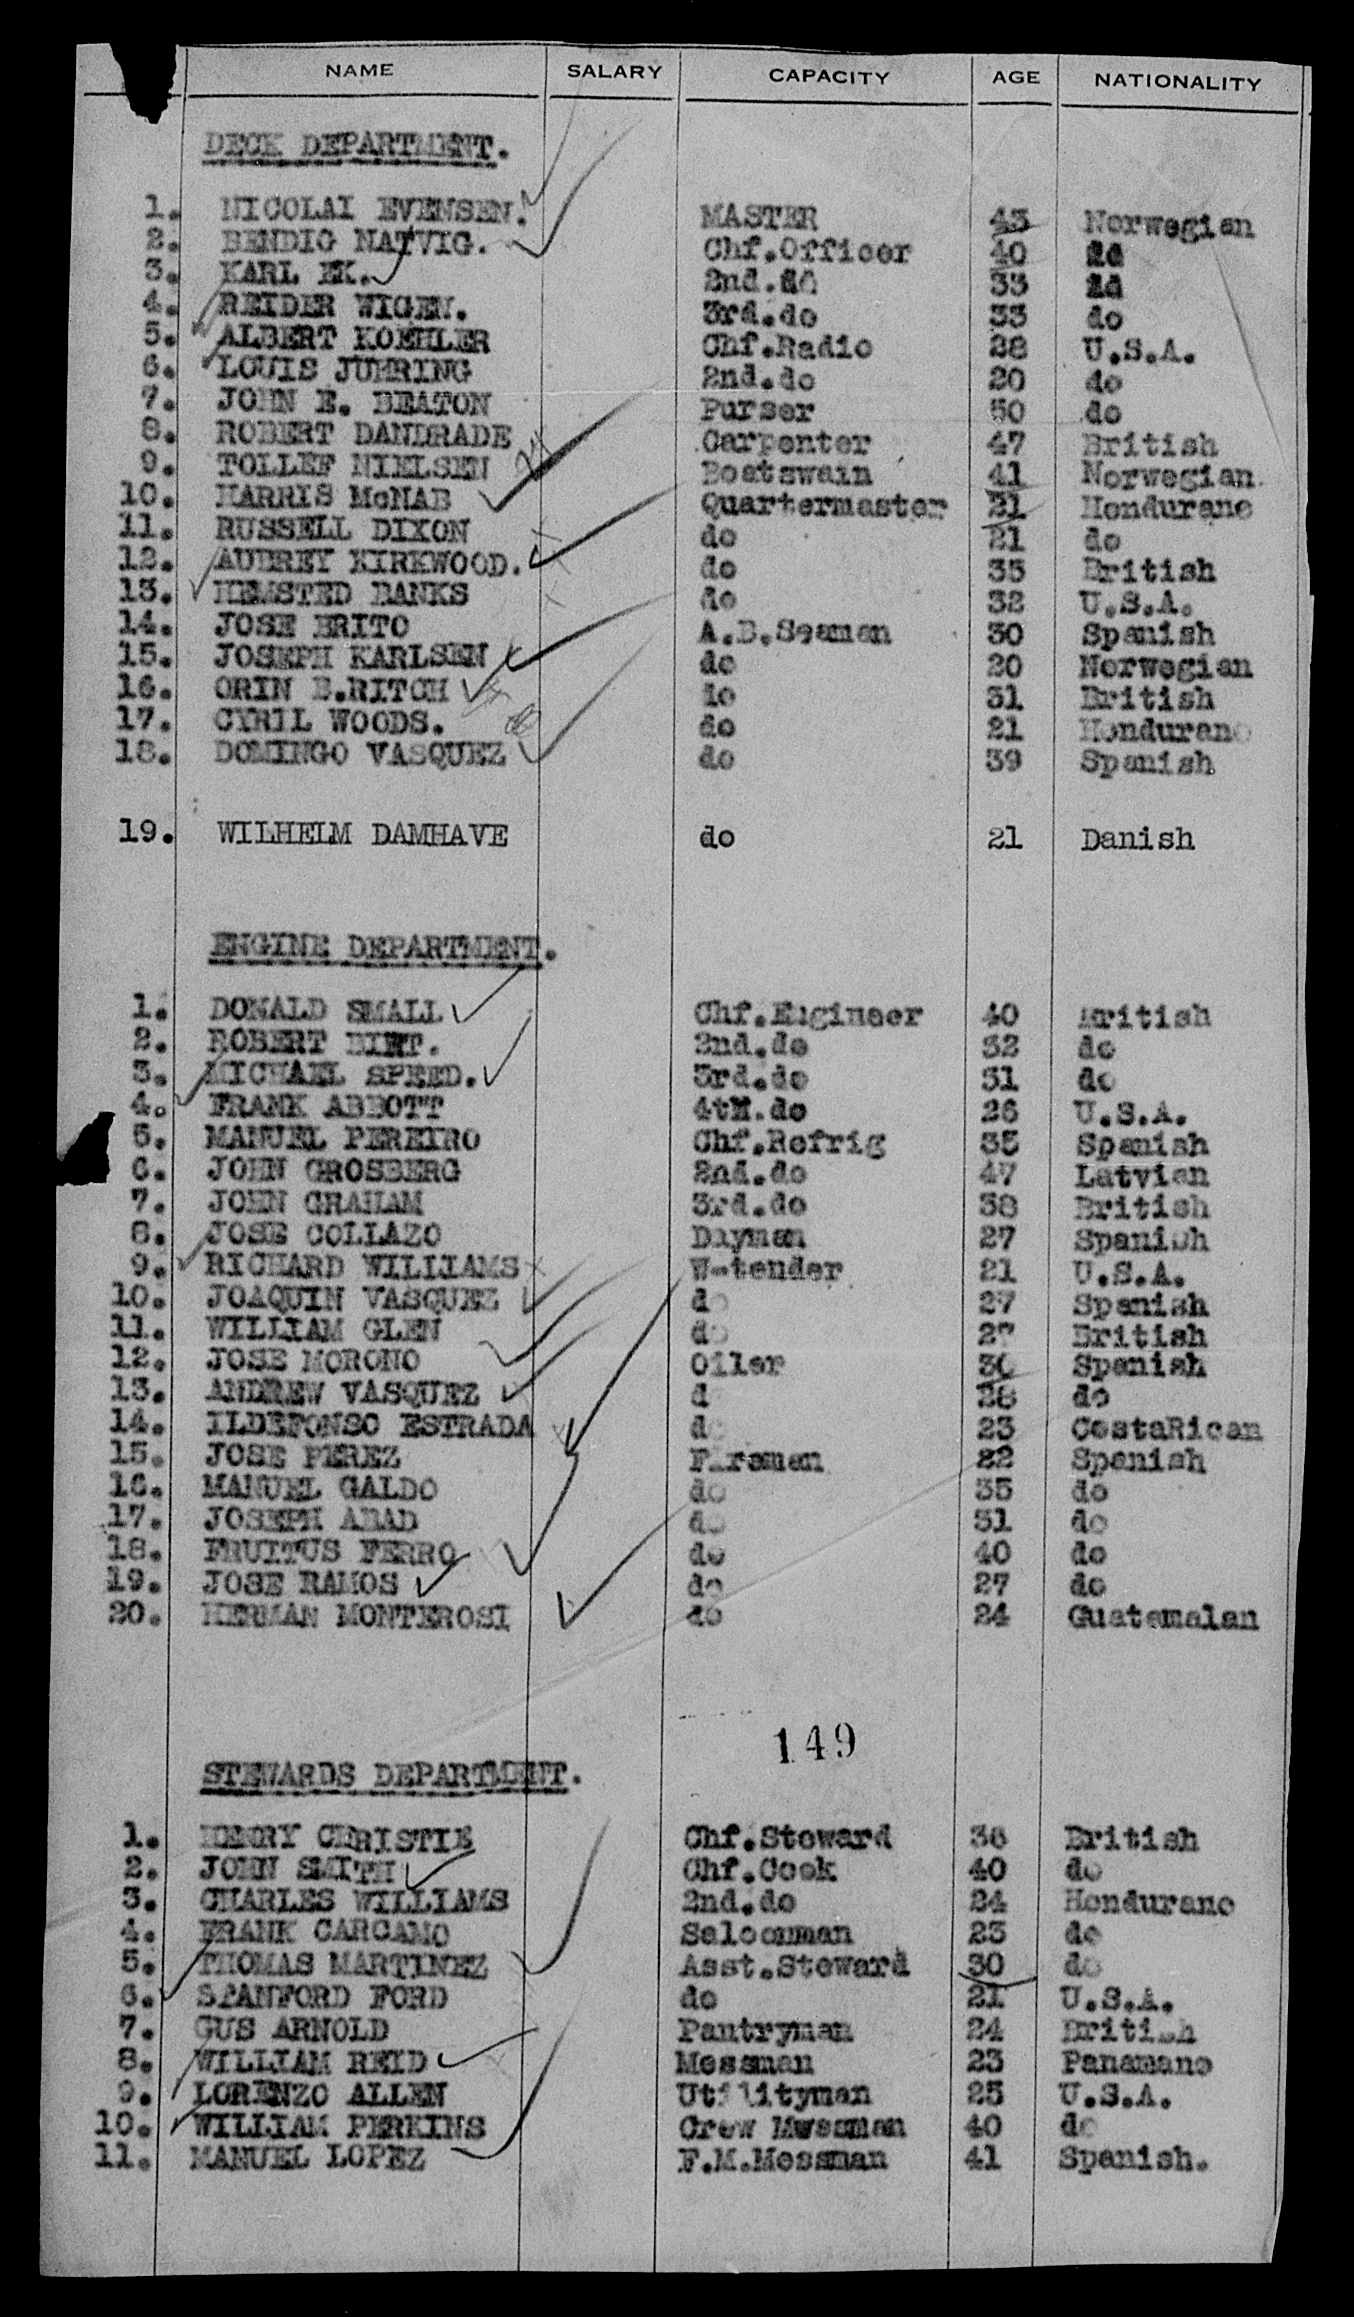 NAME SALARY CAPACITY AGE NATIONALITY
DECK DEPARTMENT.
1. NICOLAI EVENSEN. MASTER 43 Norwegian
2. BENDIG NATVIG. Chf.Officer 40 do
3. KARL EK. 2nd.do 33 do
4. REIDER WIGEN. 3rd.do 33 do
5. ALBERT KOEHLER Chf.Radio 28 U.S.A.
6. LOUIS JUHRING 2nd.do 20 do
7. JOHN E. BEATON Purser 50 do
8. ROBERT DANDRADE Carpenter 47 British
9. TOLLEF NIELSEN Boatswain 41 Norwegian.
10. HARRIS McNAB Quartermaster 21 Hondurano
11. RUSSELL DIXON do 21 do
12. AUBREY KIRKWOOD. do 35 British
13. HEMSTED BANKS do 32 U.S.A.
14. JOSE BRITO A.B.Seaman 30 Spanish
15. JOSEPH KARLSEN do 20 Norwegian
16. ORIN E.RITCH do 31 British
17. CYRIL WOODS. do 21 Hondurano
18. DOMINGO VASQUEZ do 39 Spanish
19. WILHELM DAMHAVE do 21 Danish
ENGINE DEPARTMENT.
1. DONALD SMALL Chf.Engineer 40 British
2. ROBERT BIRT. 2nd.do 32 do
3. MICHAEL SPEED. 3rd.do 31 do
4. FRANK ABBOTT 4tH.do 26 U.S.A.
5. MANUEL PEREIRO Chf.Refrig 35 Spanish
6. JOHN GROSBERG 2nd.do 47 Latvian
7. JOHN GRAHAM 3rd.do 38 British
8. JOSE COLLAZO Dayman 27 Spanish
9. RICHARD WILLIAMS W-tender 21 U.S.A.
10. JOAQUIN VASQUEZ do 27 Spanish
11. WILLIAM GLEN do 27 British
12. JOSE MORONO Oiler 30 Spanish
13. ANDREW VASQUEZ d 28 do
14. ILDEFONSO ESTRADA do 23 CostaRican
15. JOSE PEREZ Fireman 22 Spanish
16. MANUEL GALDO do 35 do
17. JOSEPH ABAD do 31 do
18. FRUITUS FERRO do 40 do
19. JOSE RAMOS do 27 do
20. HERMAN MONTEROSI do 24 Guatemalan
149
STEWARDS DEPARTMENT.
1. HENRY CHRISTIE Chf.Steward 36 British
2. JOHN SMITH Chf.Cook 40 do
3. CHARLES WILLIAMS 2nd.do 24 Hondurano
4. FRANK CARCAMO Saloonman 23 do
5. THOMAS MARTINEZ Asst.Steward 30 do
6. STANFORD FORD do 21 U.S.A.
7. GUS ARNOLD Pantryman 24 British
8. WILLIAM REID Messman 23 Panamano
9. LORENZO ALLEN Utilityman 25 U.S.A.
10. WILLIAM PERKINS Crew Messman 40 do
11. MANUEL LOPEZ F.M.Messman 41 Spanish.